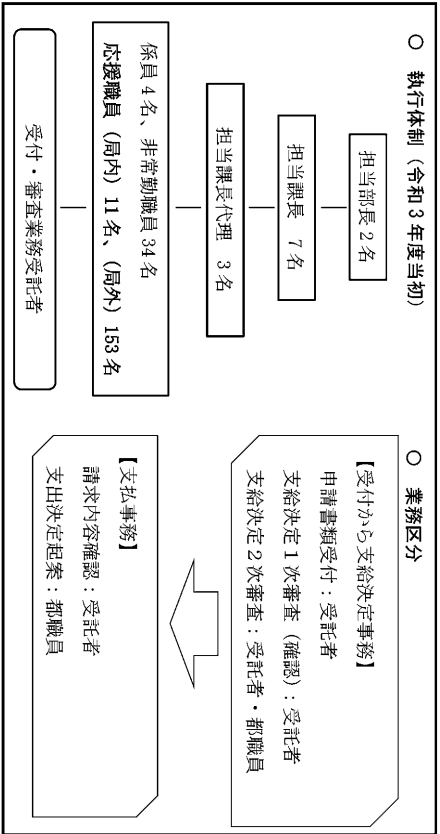 ○ 執行体制（令和3年度当初）
担当部長2名
担当課長 7名
担当課長代理 3名
係員4名、非常勤職員34名
応援職員（局内）11名、（局外）153名
受付・審査業務受託者
○ 業務区分
【受付から支給決定事務】
申請書類受付：受託者
支給決定1次審査（確認）：受託者
支給決定2次審査：受託者・都職員
【支払事務】
請求内容確認：受託者
支出決定起案：都職員